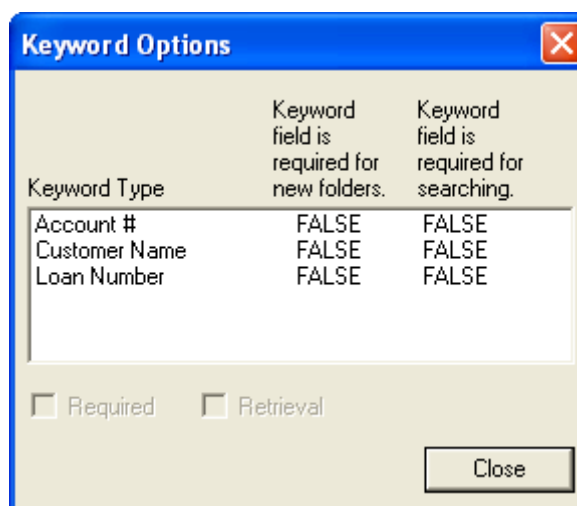 Keyword Options
Keyword Type
Keyword
field is
required for
new folders.
Keyword
field is
required for
searching.
Account # FALSE FALSE
Customer Name FALSE FALSE
Loan Number FALSE FALSE
Required Retrieval
Close